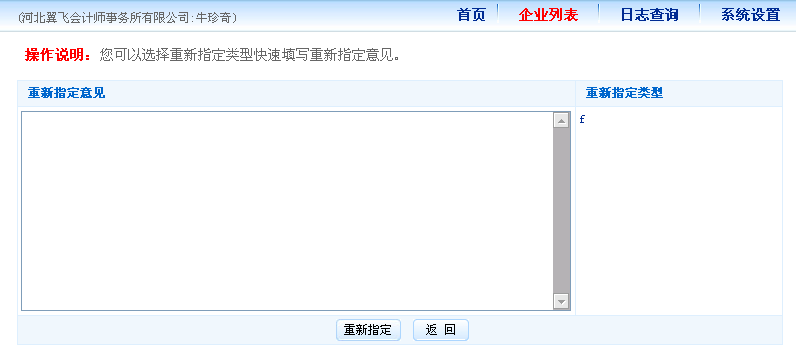 (河北翼飞会计师事务所有限公司:牛珍奇) 首页 企业列表 日志查询 系统设置
操作说明：您可以选择重新指定类型快速填写重新指定意见。
重新指定意见 重新指定类型
f
重新指定 返 回